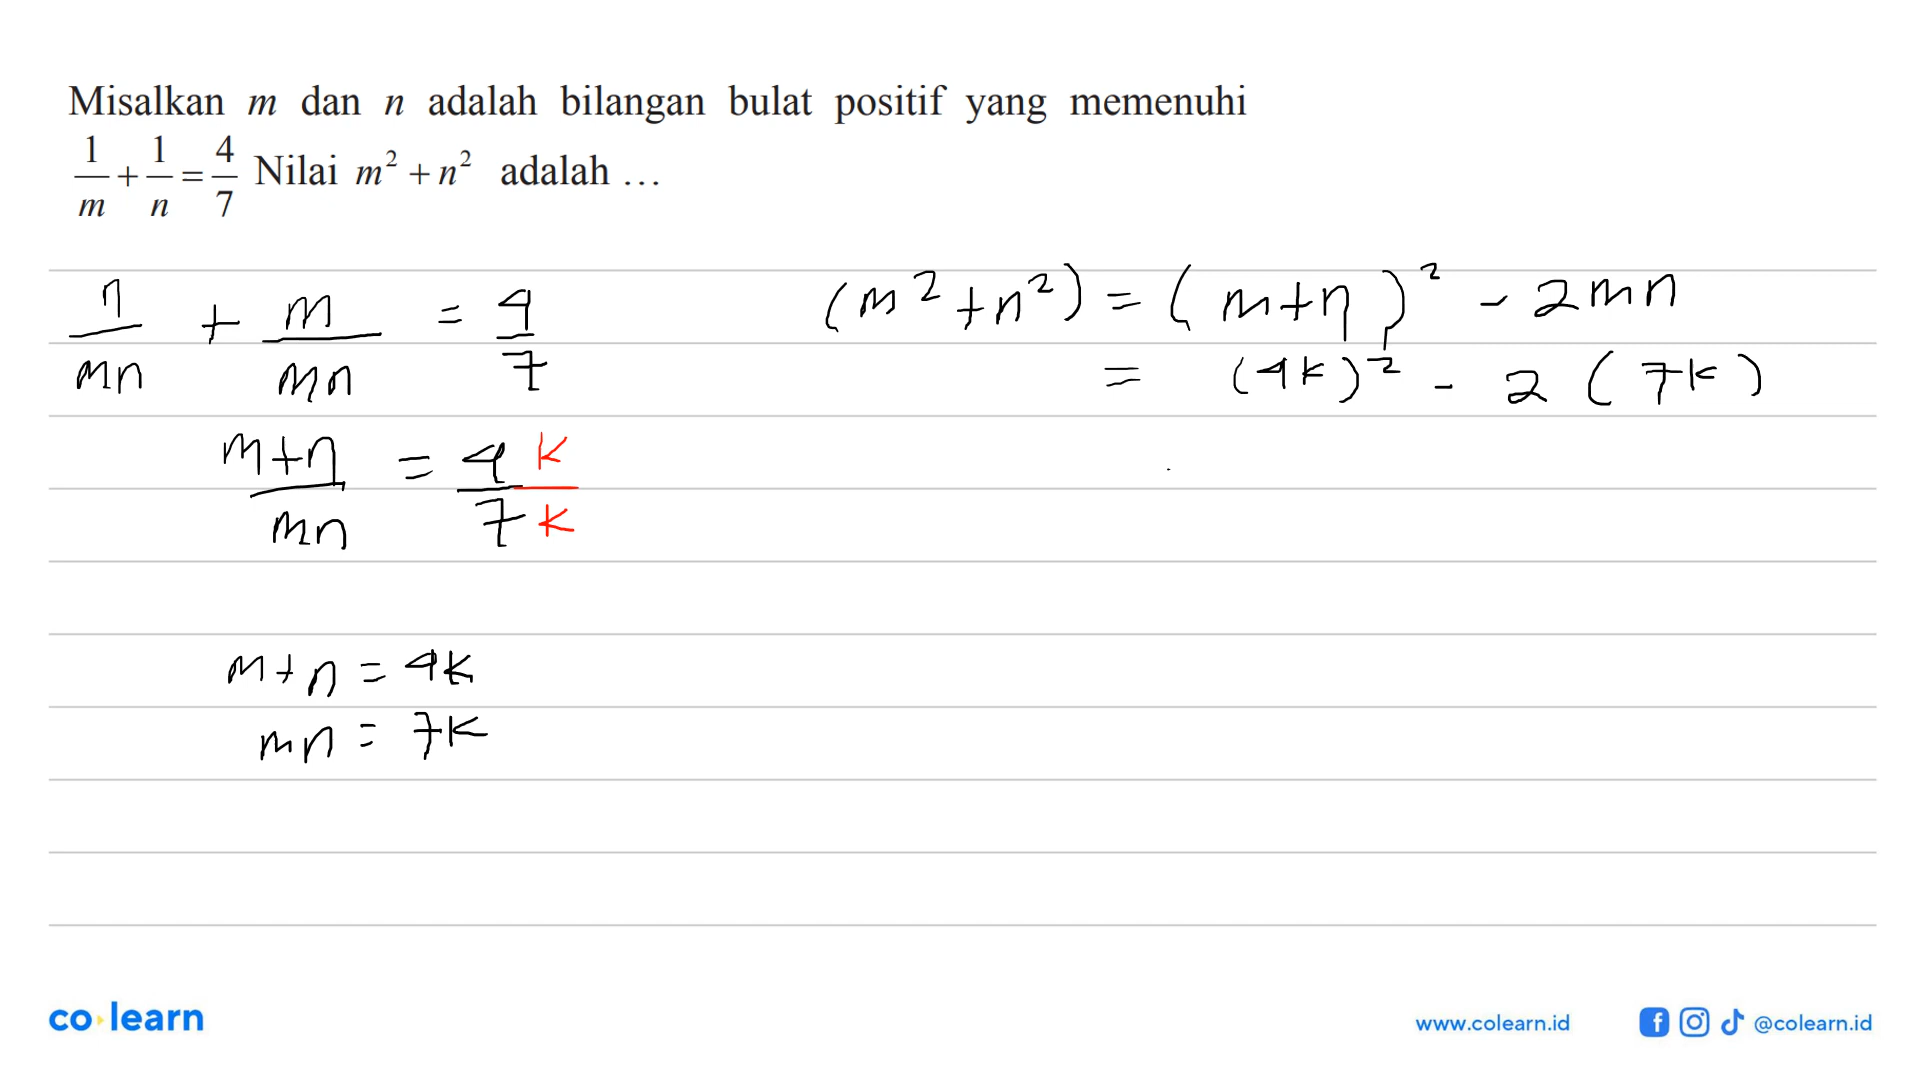 Misalkan m dan n adalah bilangan bulat positif yang memenuhi
1/m + 1/n = 4/7 Nilai m² + n² adalah ...
n/mn + m/mn = 4/7
m+n/mn = 4k/7k
m+n = 4k
mn = 7k
(m²+n²) = (m+n)² - 2mn
= (4k)² - 2(7k)
co learn
www.colearn.id
@colearn.id